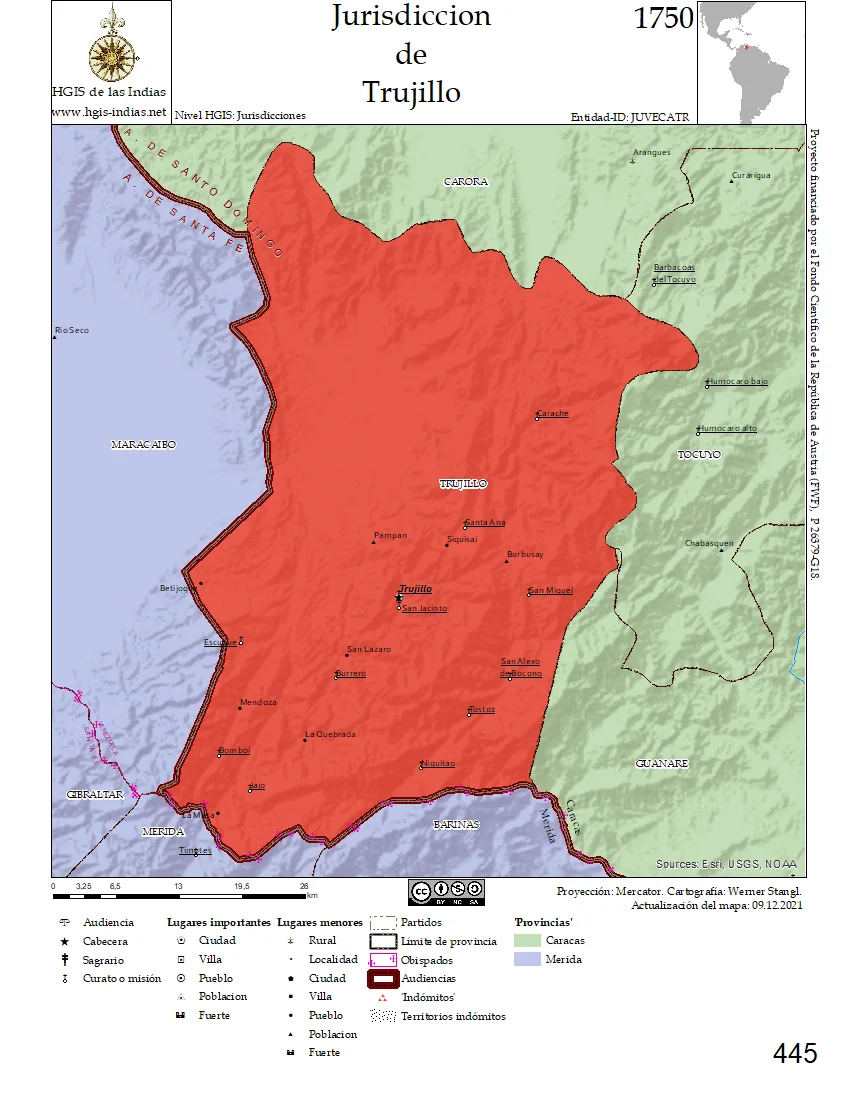 Jurisdiccion
de
Trujillo
1750
HGIS de las Indias
www.hgis-indias.net
Nivel HGIS: Jurisdicciones
Entidad-ID: JUVECATR
A. DE SANTO DOMINGO
A. DE SANTA FE
CARORA
Arangues
Curarigua
Barbacoas
del Tocuyo
Rio Seco
Humocaro bajo
Carache
Humocaro alto
MARACAIBO
TOCUYO
TRUJILLO
Santa Ana
Pampan
Siquisai
Burbusay
Chabasquen
Betijoque
Trujillo
San Miguel
San Jacinto
Escuque
San Lazaro
San Alexo
de Bocono
Burrero
Mendoza
Tostoz
La Quebrada
VENEZUELA
SANTA FE
Bomboi
Niquitao
GUANARE
Jajo
GIBRALTAR
La Mesa
MERIDA
BARINAS
Caracas
Merida
Timotes
Sources: Esri, USGS, NOAA
Proyecto financiado por el Fondo Científico de la República de Austria (FWF), P 26379-G18.
0 3,25 6,5 13 19,5 26
km
CC BY NC SA
Proyección: Mercator. Cartografía: Werner Stangl.
Actualización del mapa: 09.12.2021
Audiencia
Cabecera
Sagrario
Curato o misión
Lugares importantes
Ciudad
Villa
Pueblo
Poblacion
Fuerte
Lugares menores
Rural
Localidad
Ciudad
Villa
Pueblo
Poblacion
Fuerte
Partidos
Límite de provincia
Obispados
Audiencias
'Indómitos'
Territorios indómitos
'Provincias'
Caracas
Merida
445